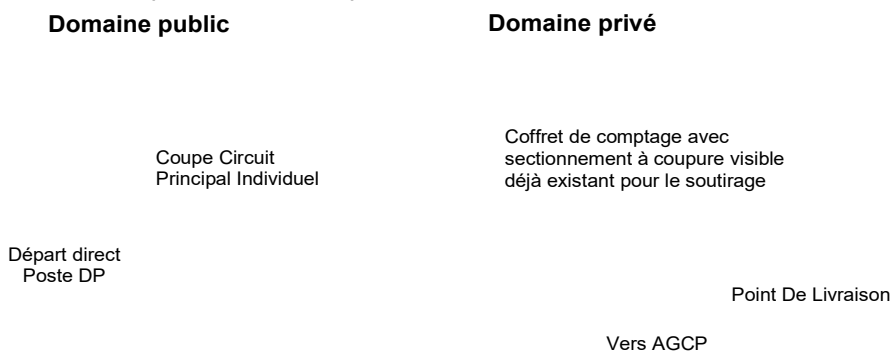 Domaine public
Domaine privé
Coupe Circuit
Principal Individuel
Coffret de comptage avec
sectionnement à coupure visible
déjà existant pour le soutirage
Départ direct
Poste DP
Point De Livraison
Vers AGCP